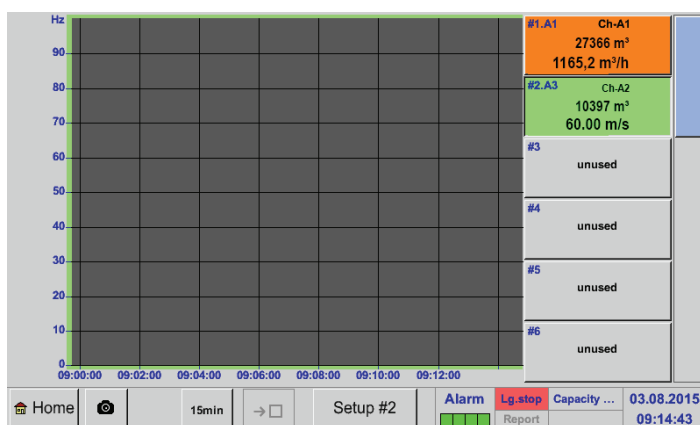 Hz
90
80
70
60
50
40
30
20
10
0
09:00:00 09:02:00 09:04:00 09:06:00 09:08:00 09:10:00 09:12:00
#1.A1 Ch-A1
27366 m³
1165,2 m³/h
#2.A3 Ch-A2
10397 m³
60.00 m/s
#3
unused
#4
unused
#5
unused
#6
unused
Home 15min →□ Setup #2 Alarm Lg.stop Capacity ... 03.08.2015
Report 09:14:43